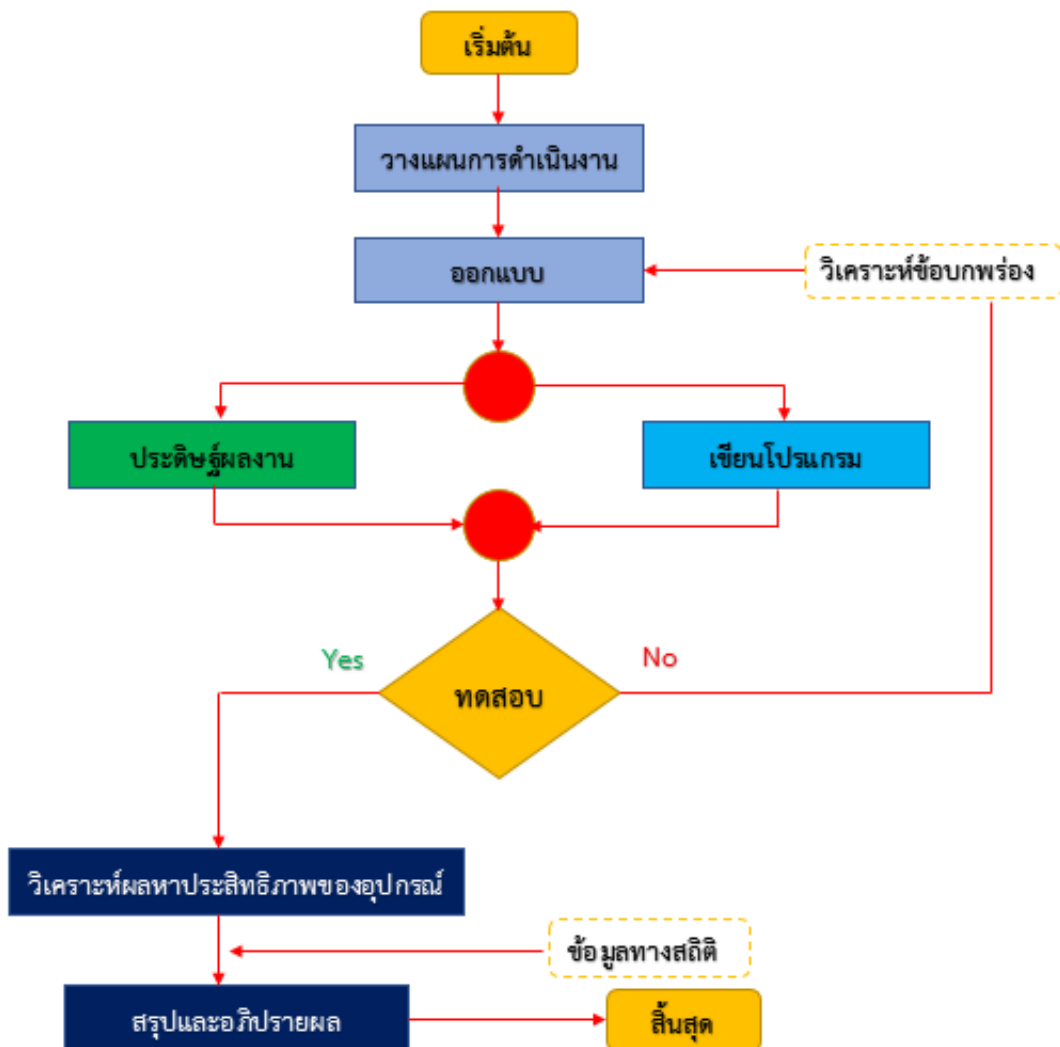 เริ่มต้น
วางแผนการดำเนินงาน
ออกแบบ
วิเคราะห์ข้อบกพร่อง
ประดิษฐ์ผลงาน
เขียนโปรแกรม
Yes
No
ทดสอบ
วิเคราะห์ผลหาประสิทธิภาพของอุปกรณ์
ข้อมูลทางสถิติ
สรุปและอภิปรายผล
สิ้นสุด